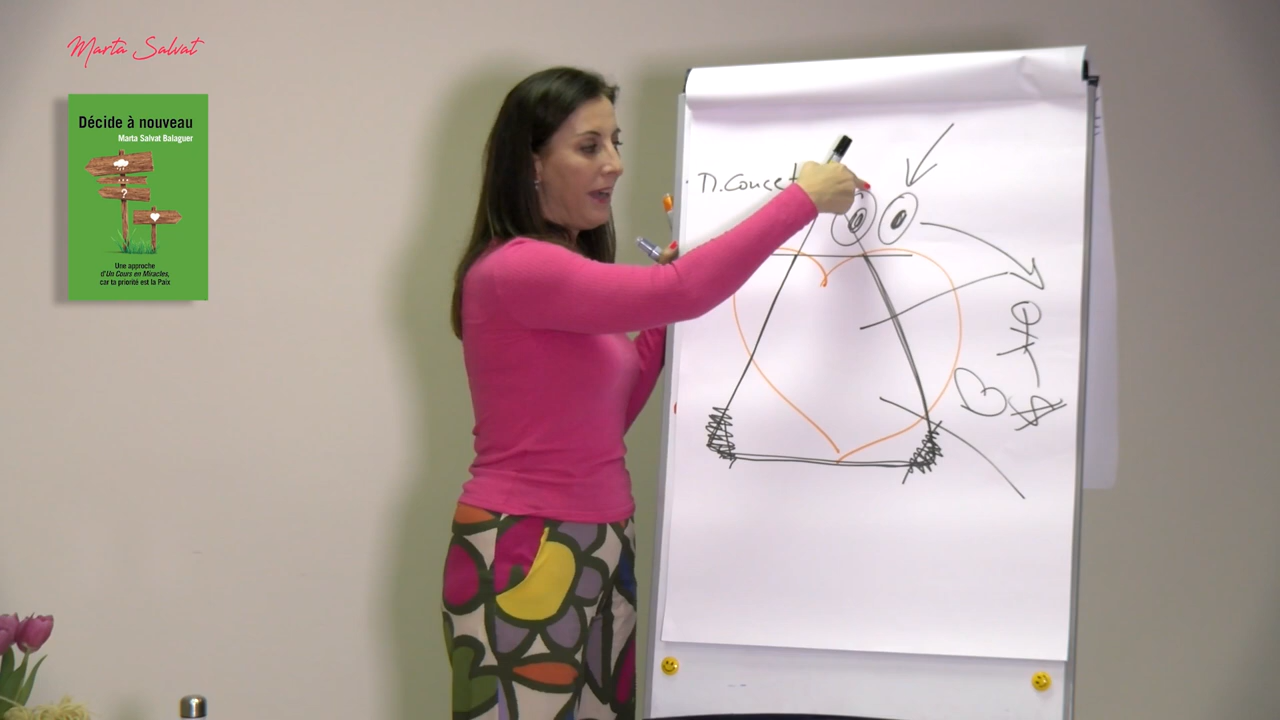 Marta Salvat
Décide à nouveau
Marta Salvat Balaguer
?
Une approche
d'Un Cours en Miracles,
car ta priorité est la Paix